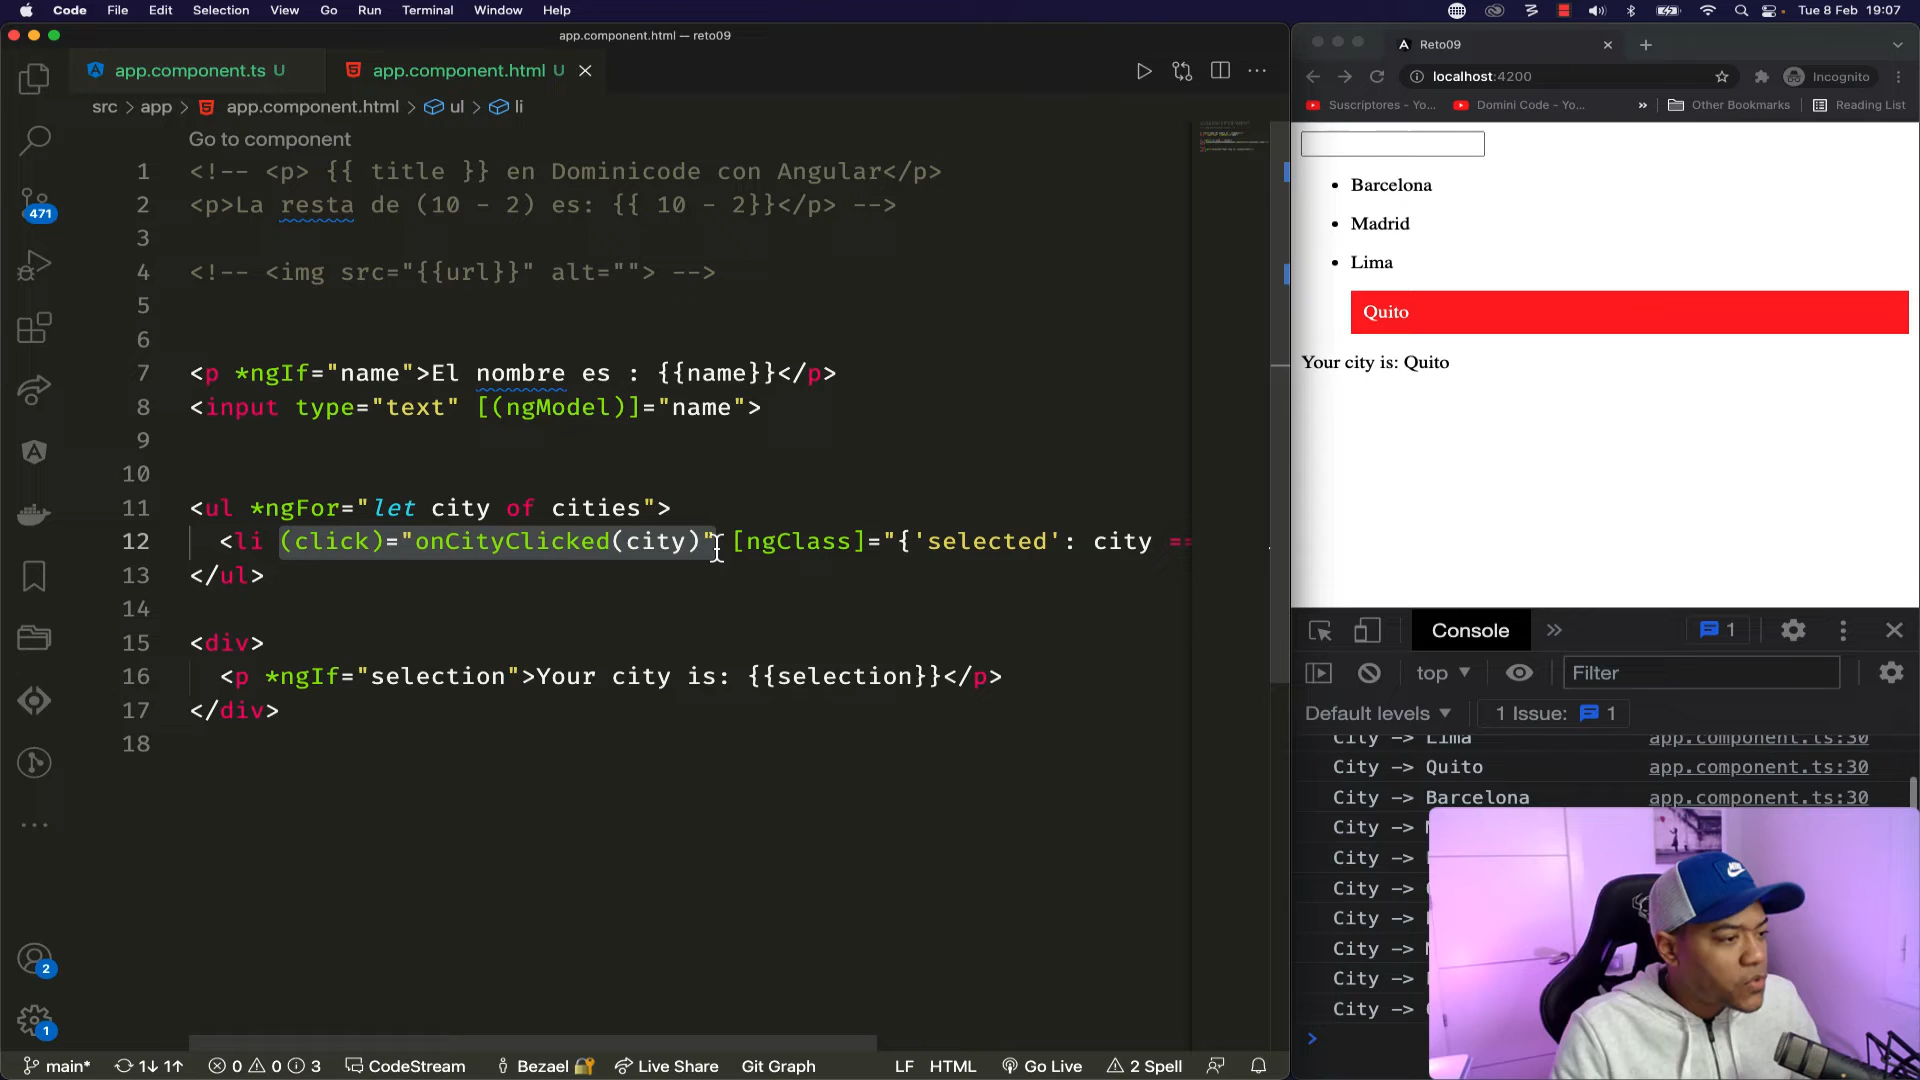 Code File Edit Selection View Go Run Terminal Window Help
Tue 8 Feb 19:07
app.component.html — reto09
app.component.ts U
app.component.html U
src > app > app.component.html > ul > li
Go to component
1 <!-- <p> {{ title }} en Dominicode con Angular</p>
2 <p>La resta de (10 - 2) es: {{ 10 - 2}}</p> -->
3
4 <!-- <img src="{{url}}" alt=""> -->
5
6
7 <p *ngIf="name">El nombre es : {{name}}</p>
8 <input type="text" [(ngModel)]="name">
9
10
11 <ul *ngFor="let city of cities">
12 <li (click)="onCityClicked(city)" [ngClass]="{'selected': city ==
13 </ul>
14
15 <div>
16 <p *ngIf="selection">Your city is: {{selection}}</p>
17 </div>
18
471
2
1
main* 1↓ 1↑ 0 0 3 CodeStream Bezael Live Share Git Graph LF HTML Go Live 2 Spell
Reto09
localhost:4200
Incognito
Suscriptores - Yo... Domini Code - Yo... » Other Bookmarks Reading List
Barcelona
Madrid
Lima
Quito
Your city is: Quito
Console » 1
top Filter
Default levels 1 Issue: 1
City -> Lima app.component.ts:30
City -> Quito app.component.ts:30
City -> Barcelona app.component.ts:30
City ->
City ->
City ->
City ->
City ->
City ->
City ->
>